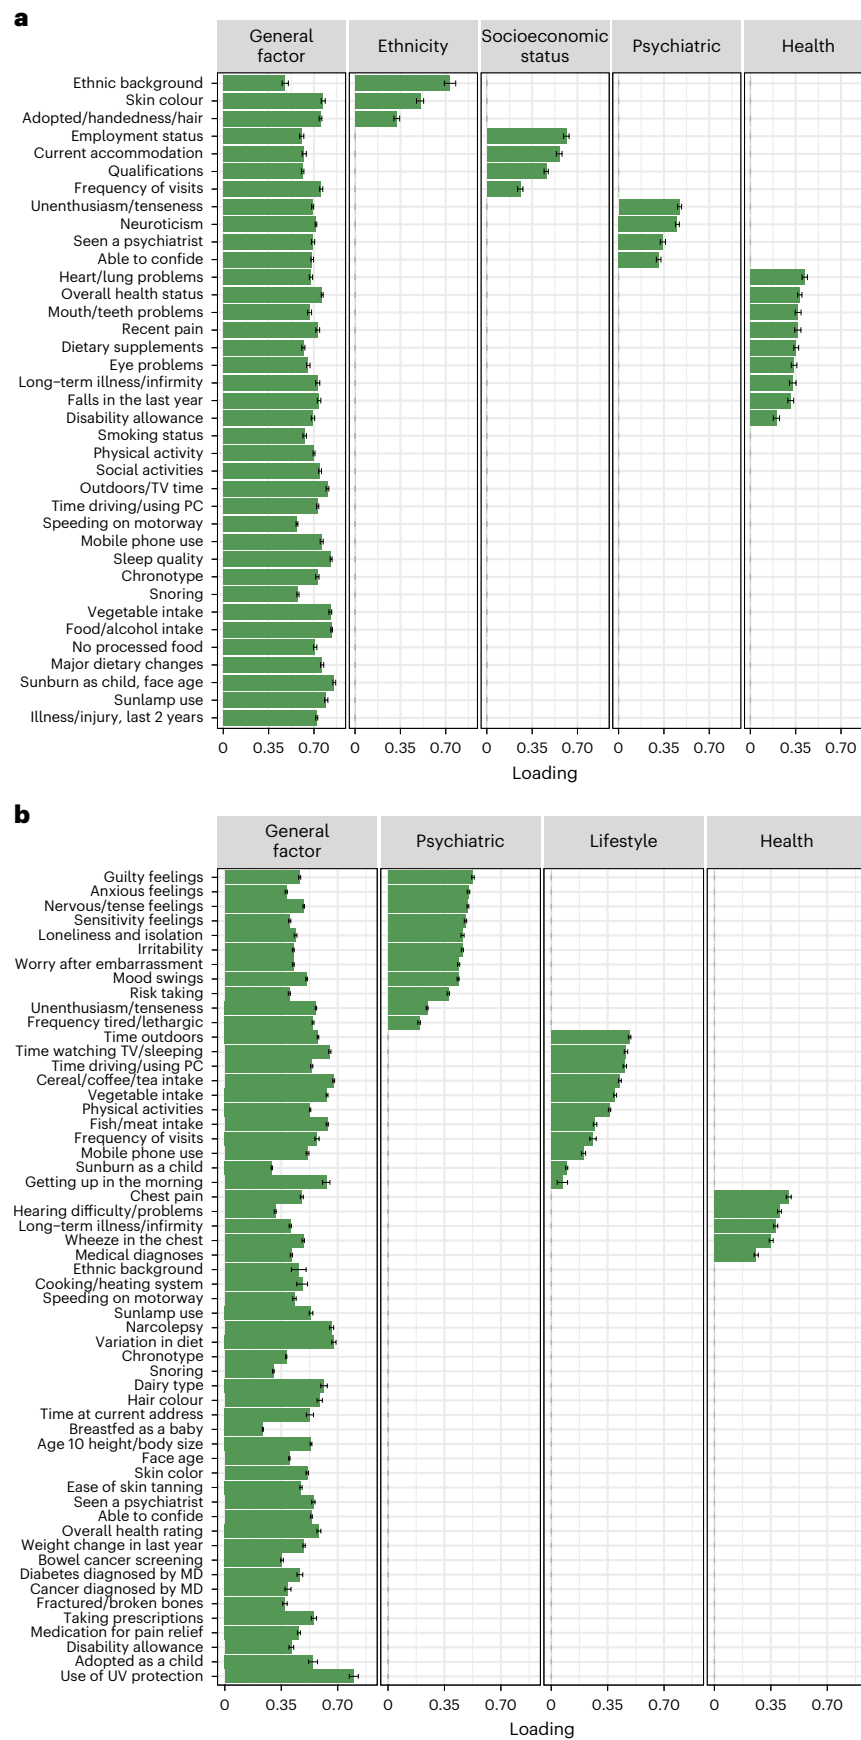 a
General
factor
Ethnicity
Socioeconomic
status
Psychiatric
Health
Ethnic background
Skin colour
Adopted/handedness/hair
Employment status
Current accommodation
Qualifications
Frequency of visits
Unenthusiasm/tenseness
Neuroticism
Seen a psychiatrist
Able to confide
Heart/lung problems
Overall health status
Mouth/teeth problems
Recent pain
Dietary supplements
Eye problems
Long−term illness/infirmity
Falls in the last year
Disability allowance
Smoking status
Physical activity
Social activities
Outdoors/TV time
Time driving/using PC
Speeding on motorway
Mobile phone use
Sleep quality
Chronotype
Snoring
Vegetable intake
Food/alcohol intake
No processed food
Major dietary changes
Sunburn as child, face age
Sunlamp use
Illness/injury, last 2 years
0 0.35 0.70 0 0.35 0.70 0 0.35 0.70 0 0.35 0.70 0 0.35 0.70
Loading
b
General
factor
Psychiatric
Lifestyle
Health
Guilty feelings
Anxious feelings
Nervous/tense feelings
Sensitivity feelings
Loneliness and isolation
Irritability
Worry after embarrassment
Mood swings
Risk taking
Unenthusiasm/tenseness
Frequency tired/lethargic
Time outdoors
Time watching TV/sleeping
Time driving/using PC
Cereal/coffee/tea intake
Vegetable intake
Physical activities
Fish/meat intake
Frequency of visits
Mobile phone use
Sunburn as a child
Getting up in the morning
Chest pain
Hearing difficulty/problems
Long−term illness/infirmity
Wheeze in the chest
Medical diagnoses
Ethnic background
Cooking/heating system
Speeding on motorway
Sunlamp use
Narcolepsy
Variation in diet
Chronotype
Snoring
Dairy type
Hair colour
Time at current address
Breastfed as a baby
Age 10 height/body size
Face age
Skin color
Ease of skin tanning
Seen a psychiatrist
Able to confide
Overall health rating
Weight change in last year
Bowel cancer screening
Diabetes diagnosed by MD
Cancer diagnosed by MD
Fractured/broken bones
Taking prescriptions
Medication for pain relief
Disability allowance
Adopted as a child
Use of UV protection
0 0.35 0.70 0 0.35 0.70 0 0.35 0.70 0 0.35 0.70
Loading